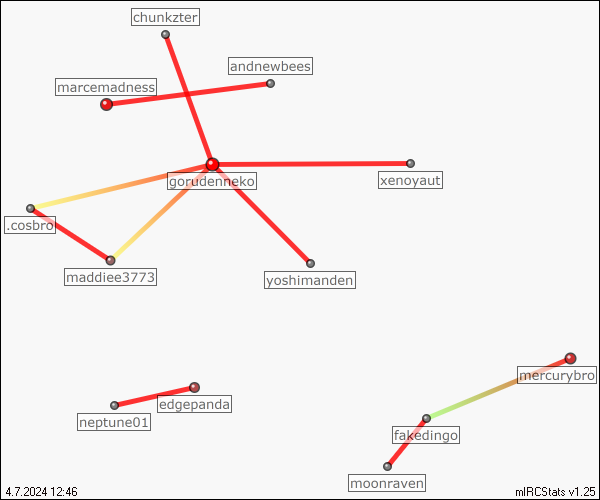 chunkzter
andnewbees
marcemadness
gorudenneko
xenoyaut
.cosbro
maddiee3773
yoshimanden
mercurybro
edgepanda
neptune01
fakedingo
moonraven
4.7.2024 12:46
mIRCStats v1.25